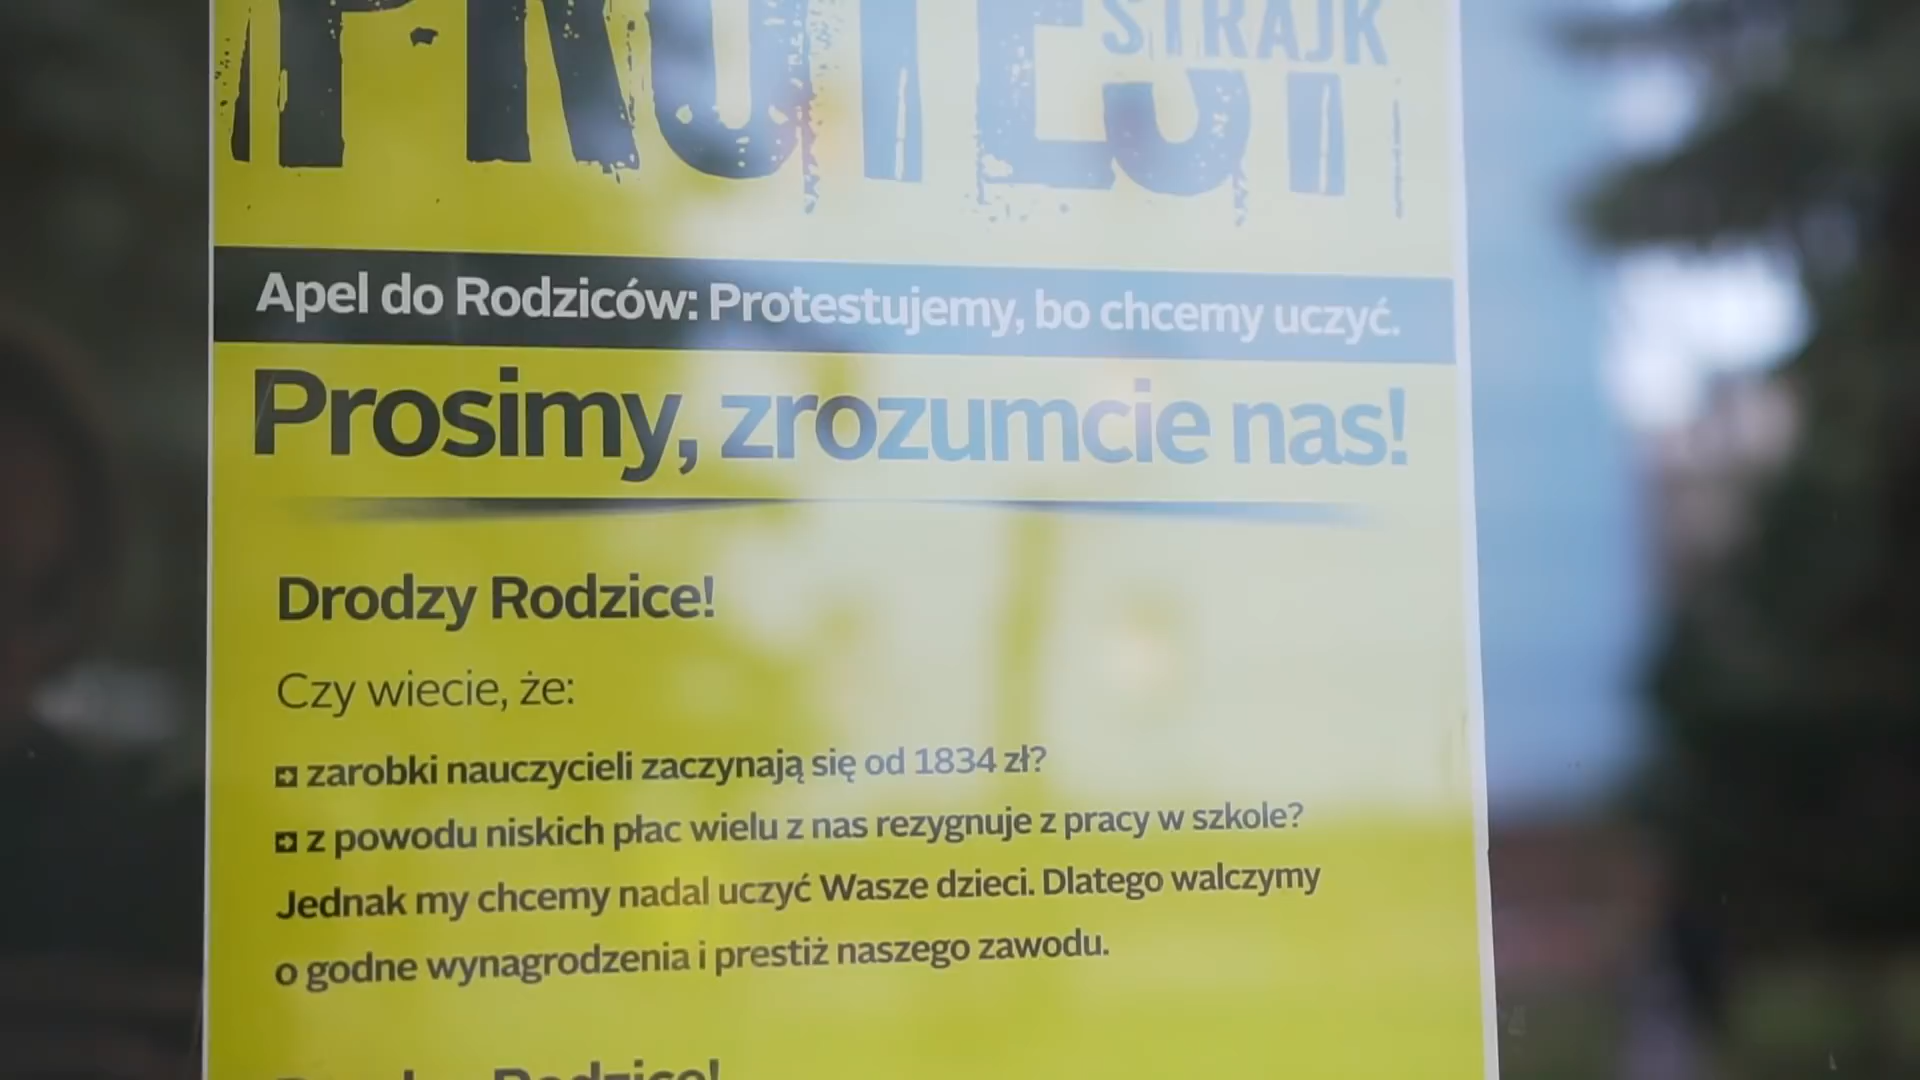 STRAJK
PROTEST
Apel do Rodziców: Protestujemy, bo chcemy uczyć.
Prosimy, zrozumcie nas!
Drodzy Rodzice!
Czy wiecie, że:
zarobki nauczycieli zaczynają się od 1834 zł?
z powodu niskich płac wielu z nas rezygnuje z pracy w szkole?
Jednak my chcemy nadal uczyć Wasze dzieci. Dlatego walczymy
o godne wynagrodzenia i prestiż naszego zawodu.
Drodzy Rodzice!